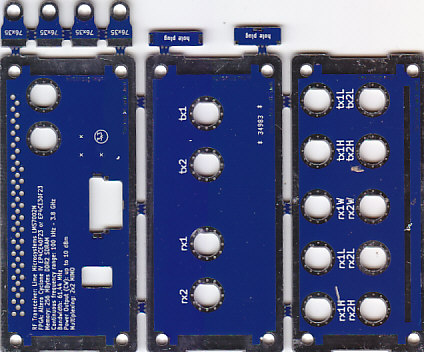 RF Transceiver: Lime Microsystems LMS7002M
FPGA: Altera Cyclone IV EP4CE40F23 or EP4CE30F23
Memory: 256 MBytes DDR2 SDRAM
Continuous frequency range: 100 kHz - 3.8 GHz
Bandwidth: 61.44 MHz
Power Output (CW): up to 10 dBm
Multiplexing: 2x2 MIMO
76x35
76x35
76x35
76x35
rx2 rx1 tx2 tx1
* 34983 *
hole plug
hole plug
rx1H rx1L rx1W tx1H tx1L
rx2H rx2L rx2W tx2H tx2L